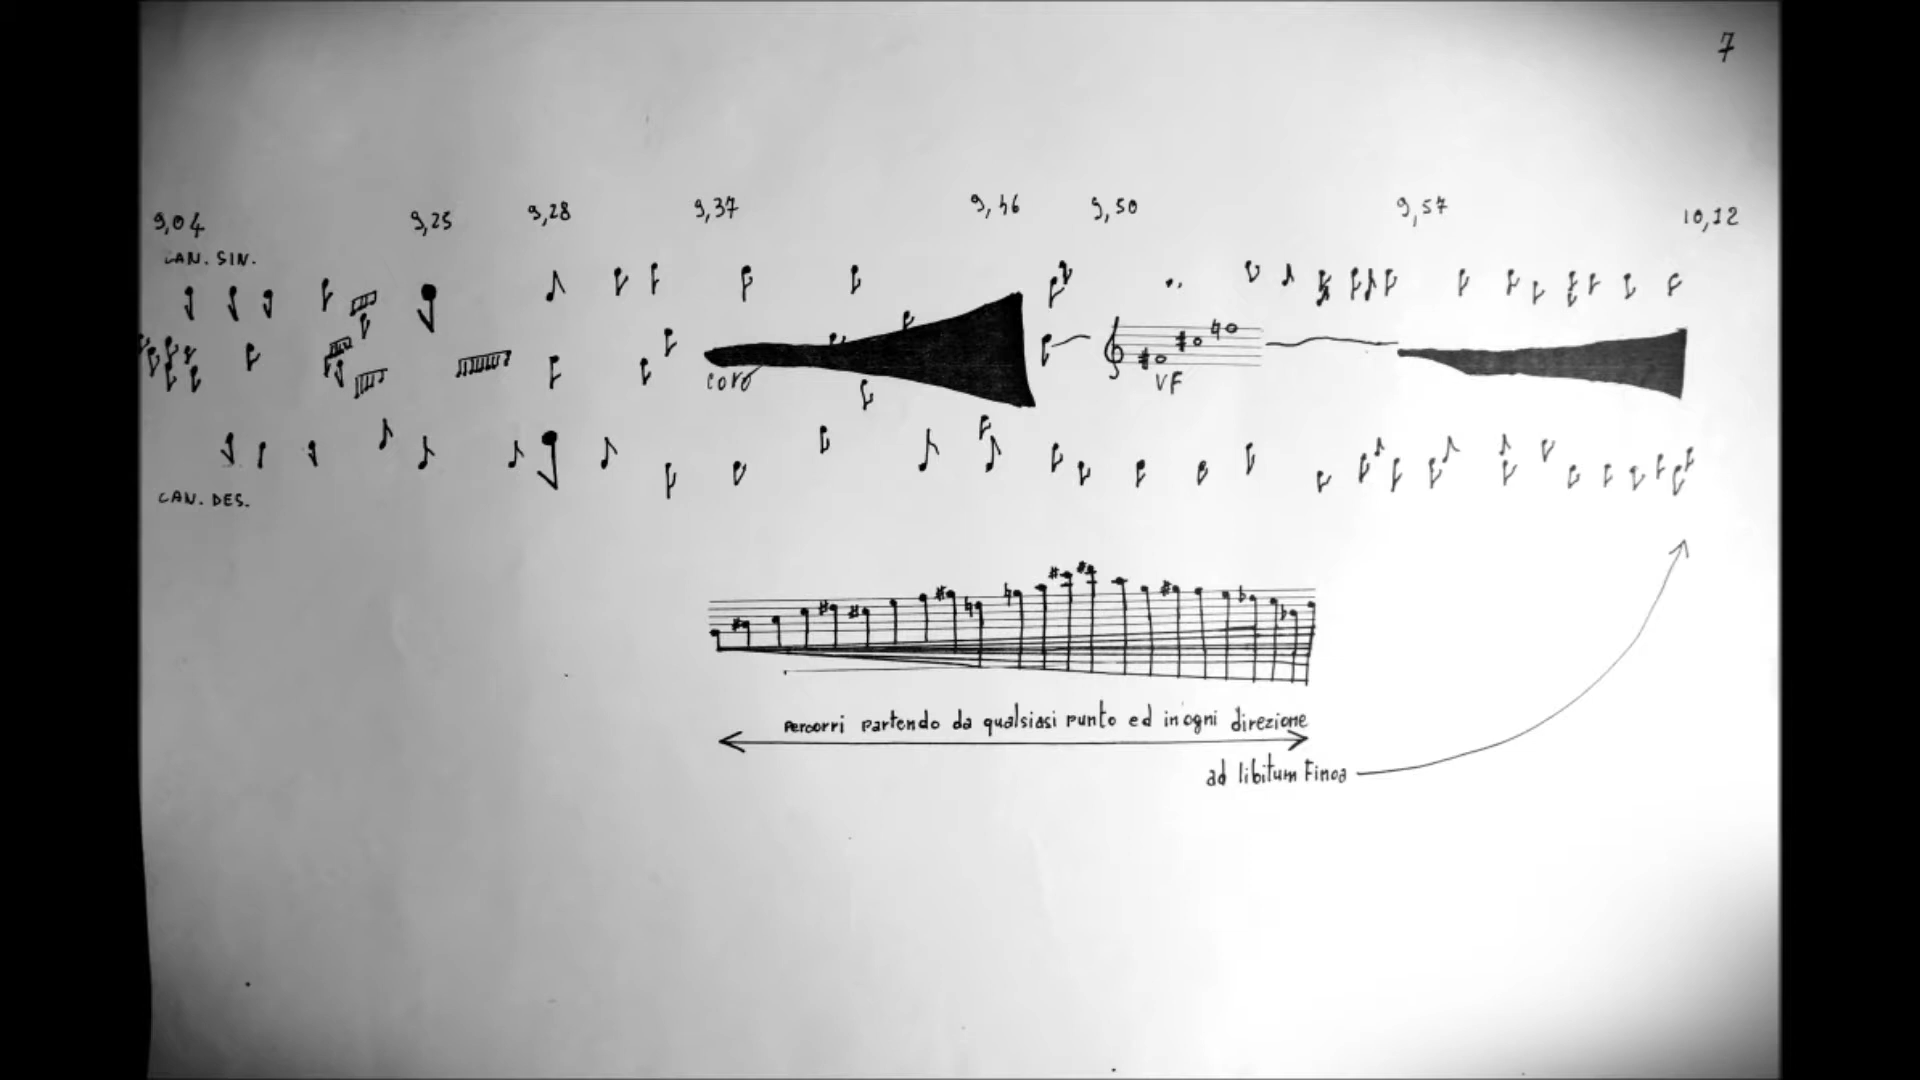 7
9,04 9,25 9,28 9,37 9,46 9,50 9,57 10,12
CAN. SIN.
coro
VF
CAN. DES.
Percorri partendo da qualsiasi punto ed in ogni direzione
ad libitum Finoa